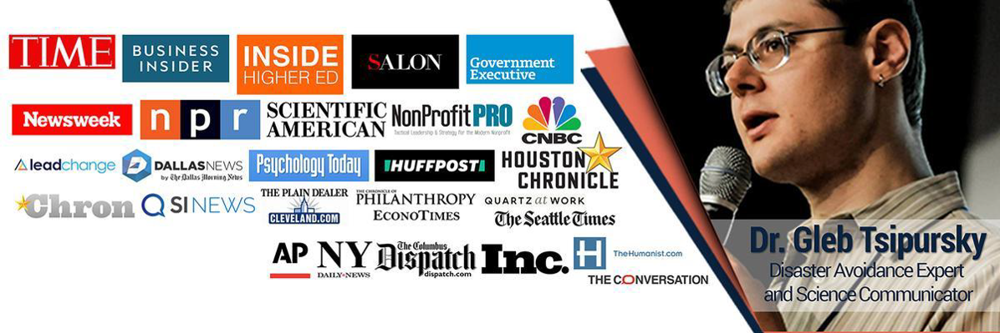 TIME
BUSINESS
INSIDER
INSIDE
HIGHER ED
SALON
Government
Executive
Newsweek
n p r
SCIENTIFIC
AMERICAN
NonProfitPRO
Tactical Leadership & Strategy for the Modern Nonprofit
CNBC
leadchange
DALLASNEWS
by The Dallas Morning News
Psychology Today
HUFFPOST
HOUSTON
CHRONICLE
Chron
SI NEWS
THE PLAIN DEALER
CLEVELAND.COM
THE CHRONICLE OF
PHILANTHROPY
ECONOTIMES
QUARTZ at WORK
The Seattle Times
AP
NY
DAILY NEWS
The Columbus
Dispatch
dispatch.com
Inc.
H
TheHumanist.com
THE CONVERSATION
Dr. Gleb Tsipursky
Disaster Avoidance Expert
and Science Communicator